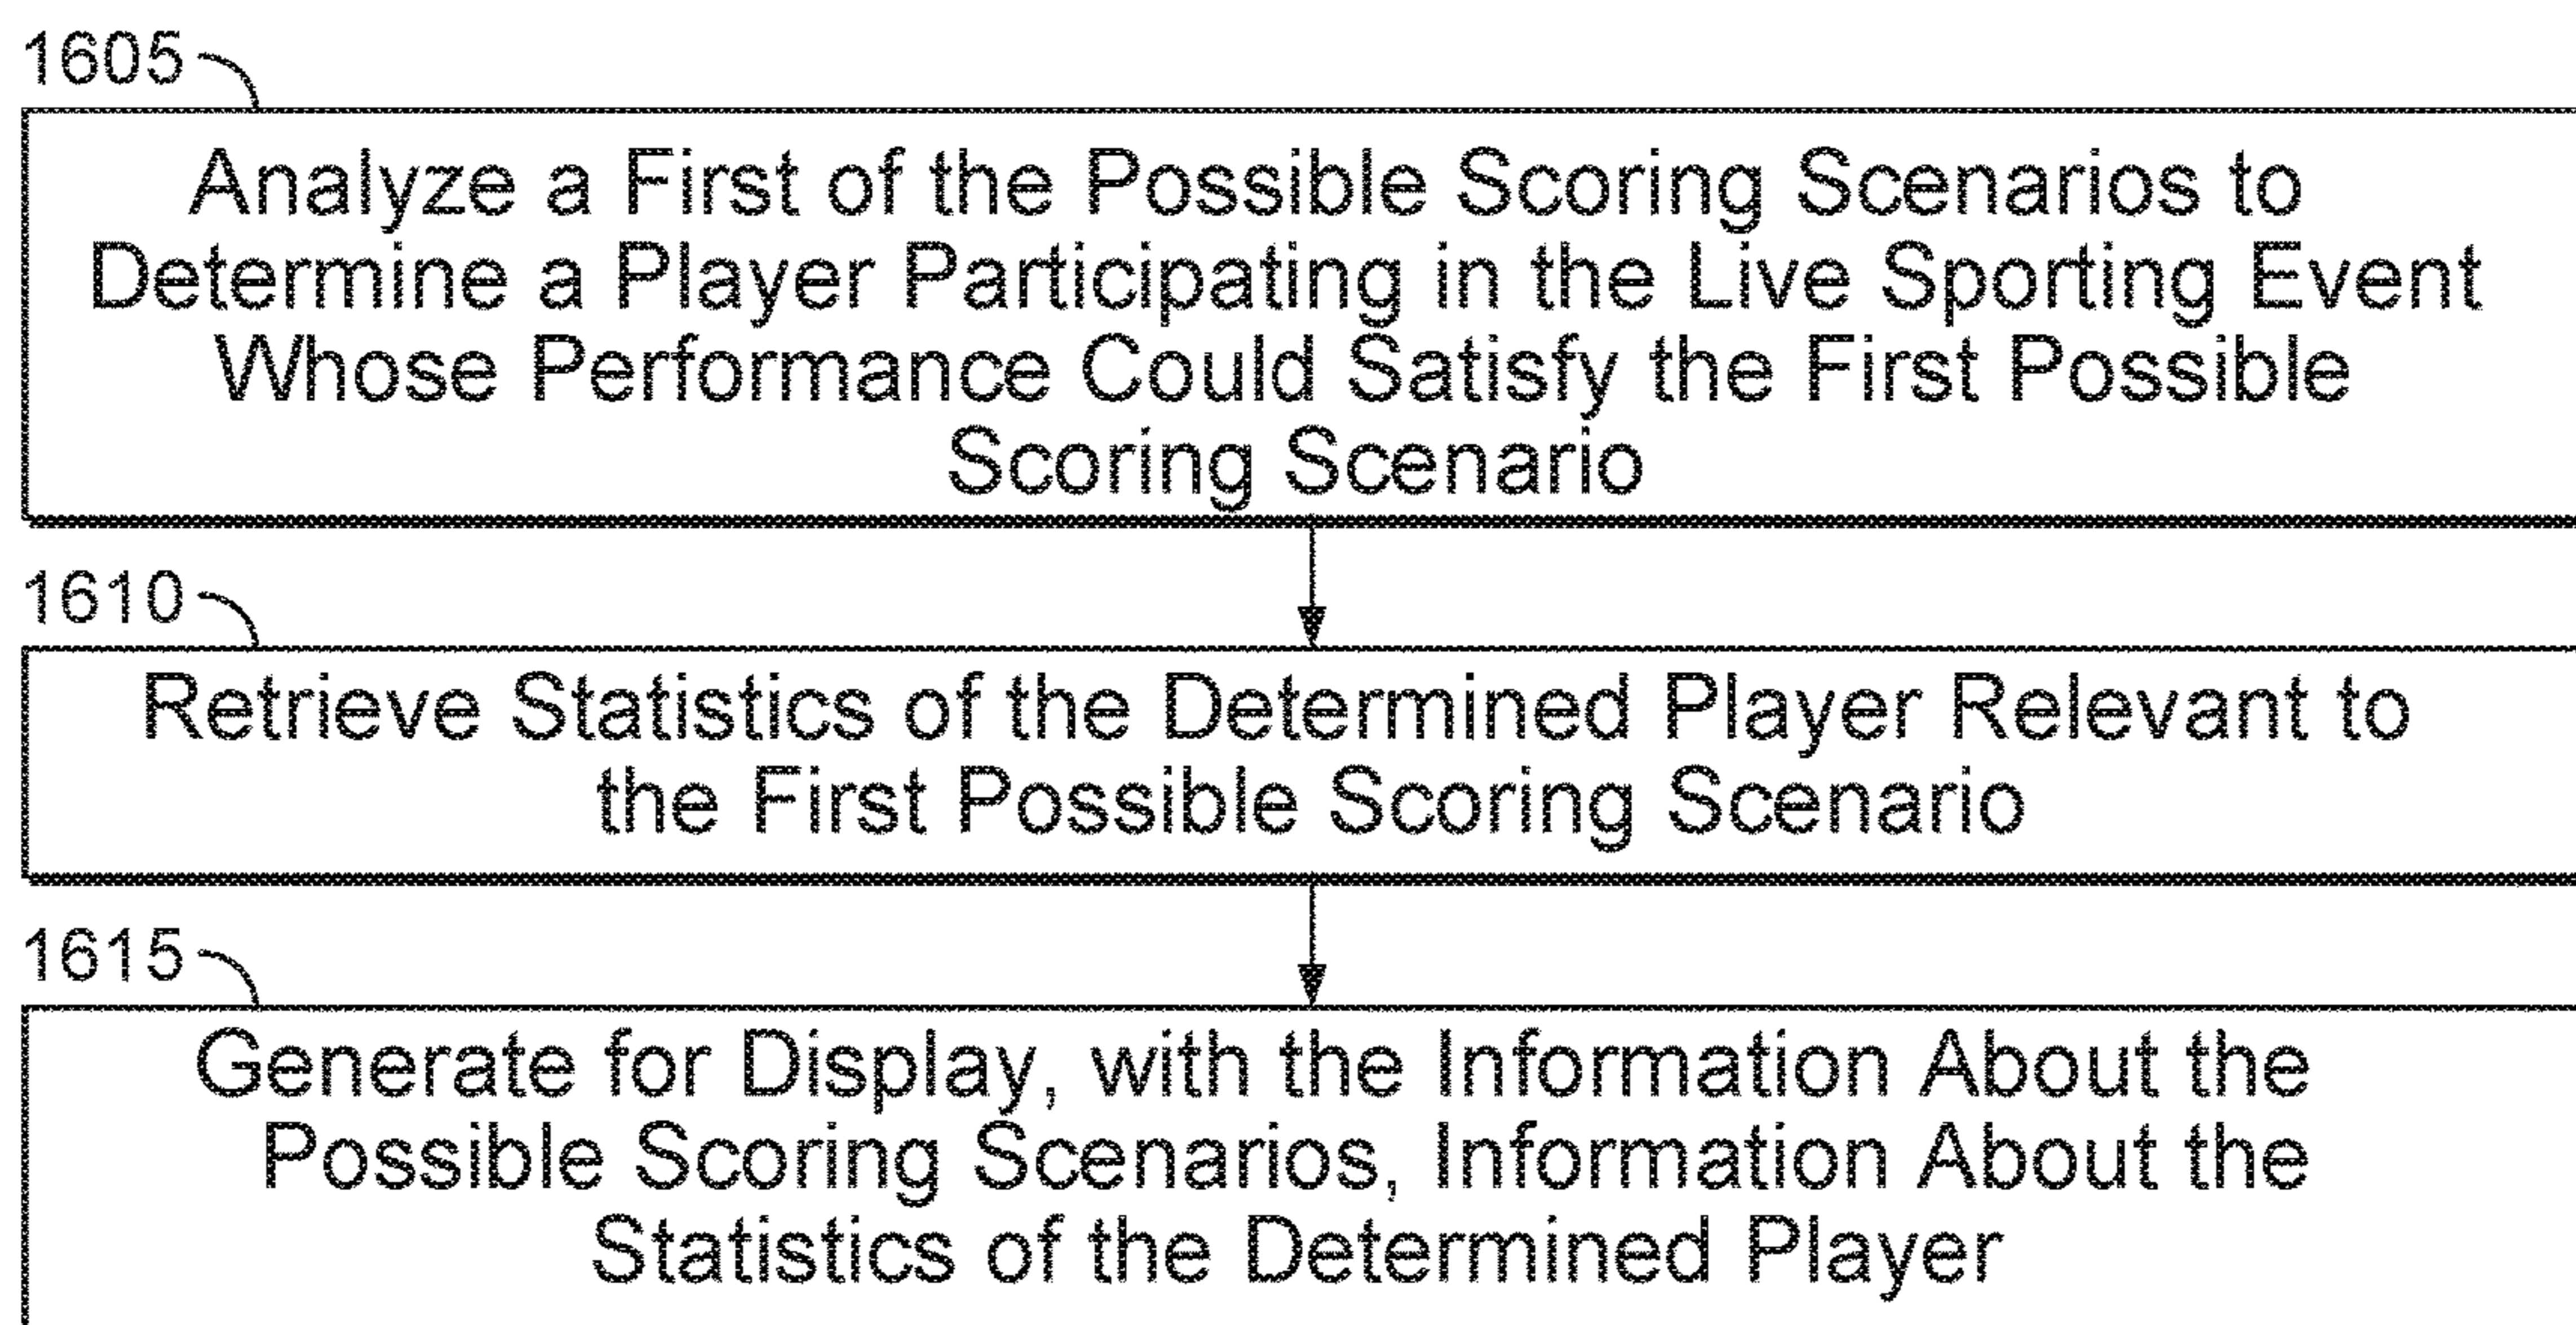 1605
Analyze a First of the Possible Scoring Scenarios to
Determine a Player Participating in the Live Sporting Event
Whose Performance Could Satisfy the First Possible
Scoring Scenario
1610
Retrieve Statistics of the Determined Player Relevant to
the First Possible Scoring Scenario
1615
Generate for Display, with the Information About the
Possible Scoring Scenarios, Information About the
Statistics of the Determined Player